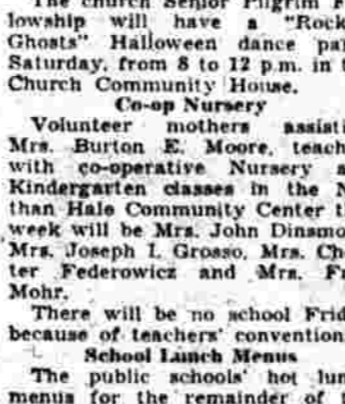 The church Senior Pilgrim F
lowship will have a "Rock
Ghosts" Halloween dance pa
Saturday, from 8 to 12 p.m. in t
Church Community House.
Co-op Nursery
Volunteer mothers assisti
Mrs. Burton E. Moore, teach
with co-operative Nursery a
Kindergarten classes in the N
than Hale Community Center t
week will be Mrs. John Dinsmo
Mrs. Joseph I. Grosso, Mrs. Ch
ter Federowicz and Mrs. Fr
Mohr.
There will be no school Frid
because of teachers' convention
School Lunch Menus
The public schools' hot lun
menus for the remainder of t